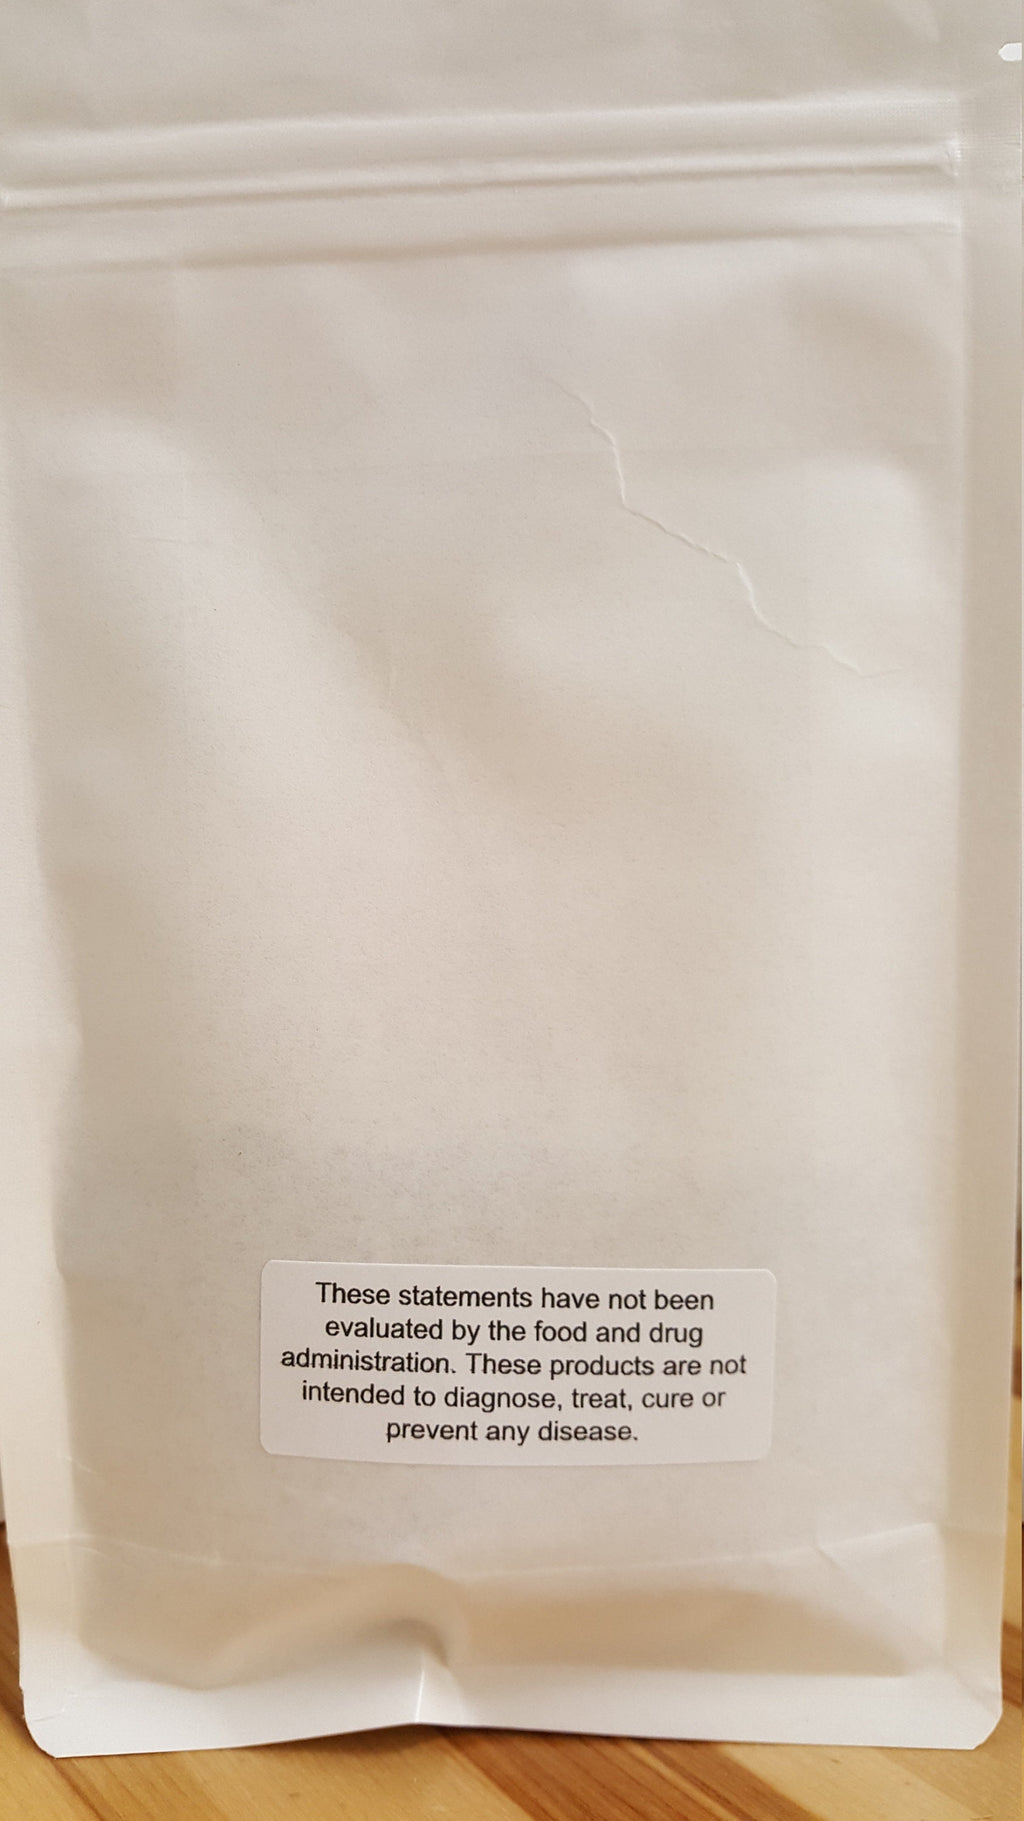 These statements have not been
evaluated by the food and drug
administration. These products are not
intended to diagnose, treat, cure or
prevent any disease.